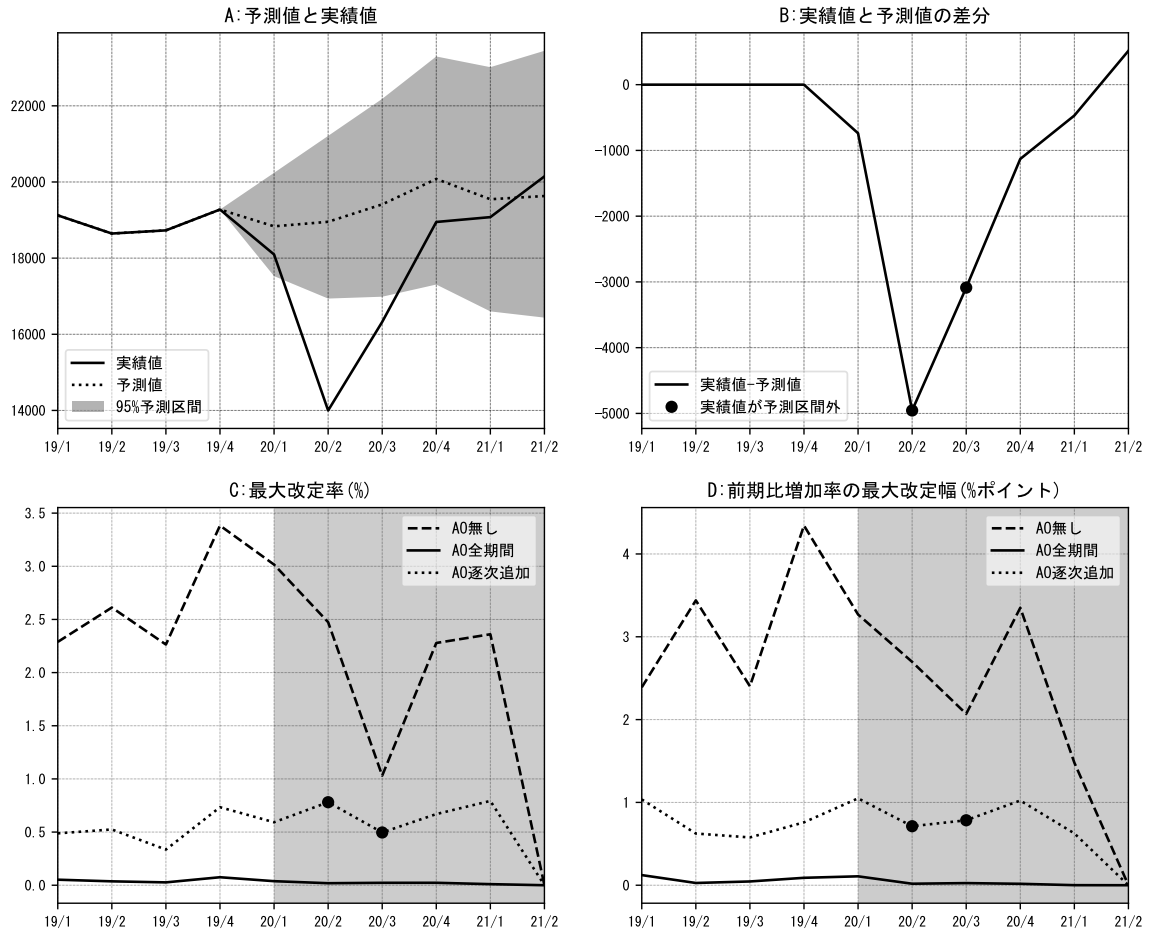 A:予測値と実績値
22000
20000
18000
16000
14000
実績値
予測値
95%予測区間
19/1 19/2 19/3 19/4 20/1 20/2 20/3 20/4 21/1 21/2
B:実績値と予測値の差分
0
−1000
−2000
−3000
−4000
−5000
実績値−予測値
実績値が予測区間外
19/1 19/2 19/3 19/4 20/1 20/2 20/3 20/4 21/1 21/2
C:最大改定率(%)
3.5
3.0
2.5
2.0
1.5
1.0
0.5
0.0
AO無し
AO全期間
AO逐次追加
19/1 19/2 19/3 19/4 20/1 20/2 20/3 20/4 21/1 21/2
D:前期比増加率の最大改定幅(%ポイント)
4
3
2
1
0
AO無し
AO全期間
AO逐次追加
19/1 19/2 19/3 19/4 20/1 20/2 20/3 20/4 21/1 21/2